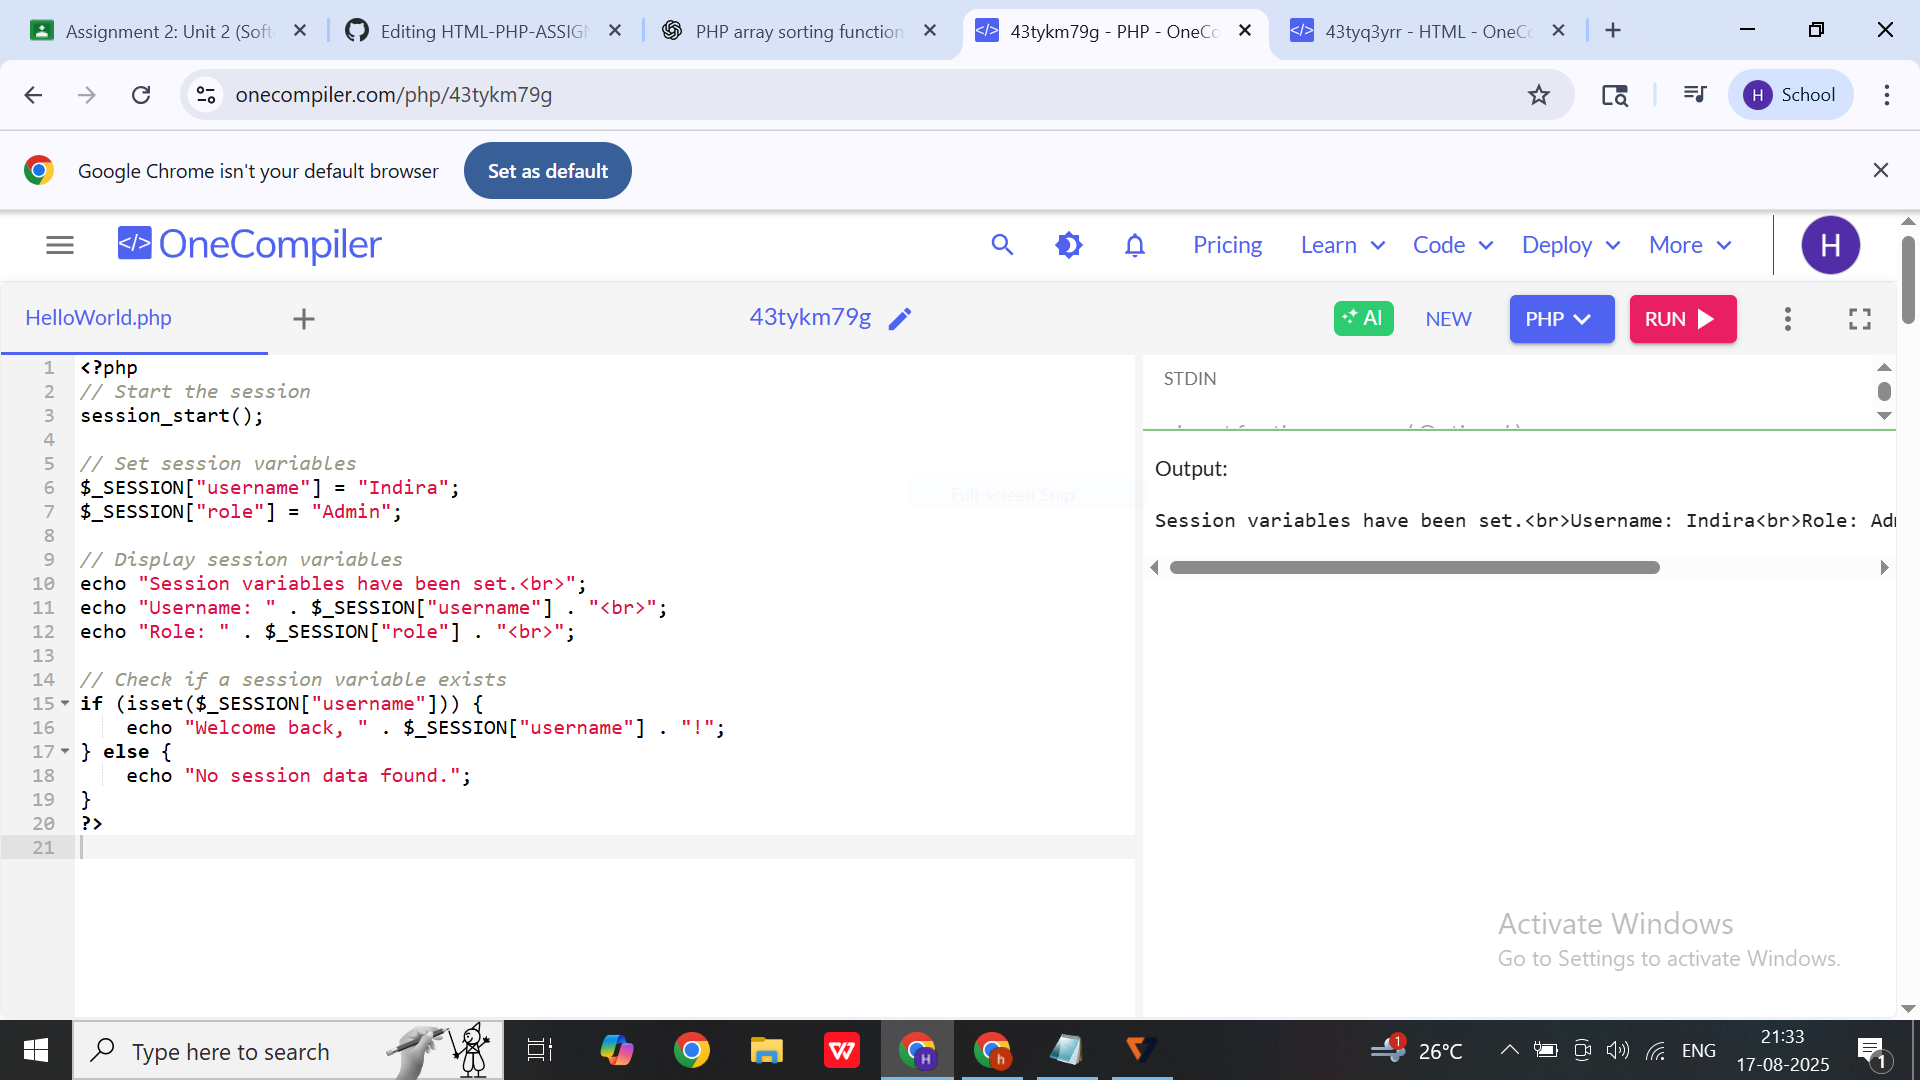 Assignment 2: Unit 2 (Soft
Editing HTML-PHP-ASSIGN
PHP array sorting function
43tykm79g - PHP - OneCo
43tyq3yrr - HTML - OneCo
onecompiler.com/php/43tykm79g
H School
Google Chrome isn't your default browser
Set as default
</> OneCompiler
Pricing
Learn
Code
Deploy
More
H
HelloWorld.php
43tykm79g
AI
NEW
PHP
RUN
1 <?php
2 // Start the session
3 session_start();
4
5 // Set session variables
6 $_SESSION["username"] = "Indira";
7 $_SESSION["role"] = "Admin";
8
9 // Display session variables
10 echo "Session variables have been set.<br>";
11 echo "Username: " . $_SESSION["username"] . "<br>";
12 echo "Role: " . $_SESSION["role"] . "<br>";
13
14 // Check if a session variable exists
15 if (isset($_SESSION["username"])) {
16 echo "Welcome back, " . $_SESSION["username"] . "!";
17 } else {
18 echo "No session data found.";
19 }
20 ?>
21
Full-screen Snip
STDIN
Output:
Session variables have been set.<br>Username: Indira<br>Role: Adm
Activate Windows
Go to Settings to activate Windows.
Type here to search
1
26°C
ENG
21:33
17-08-2025
1